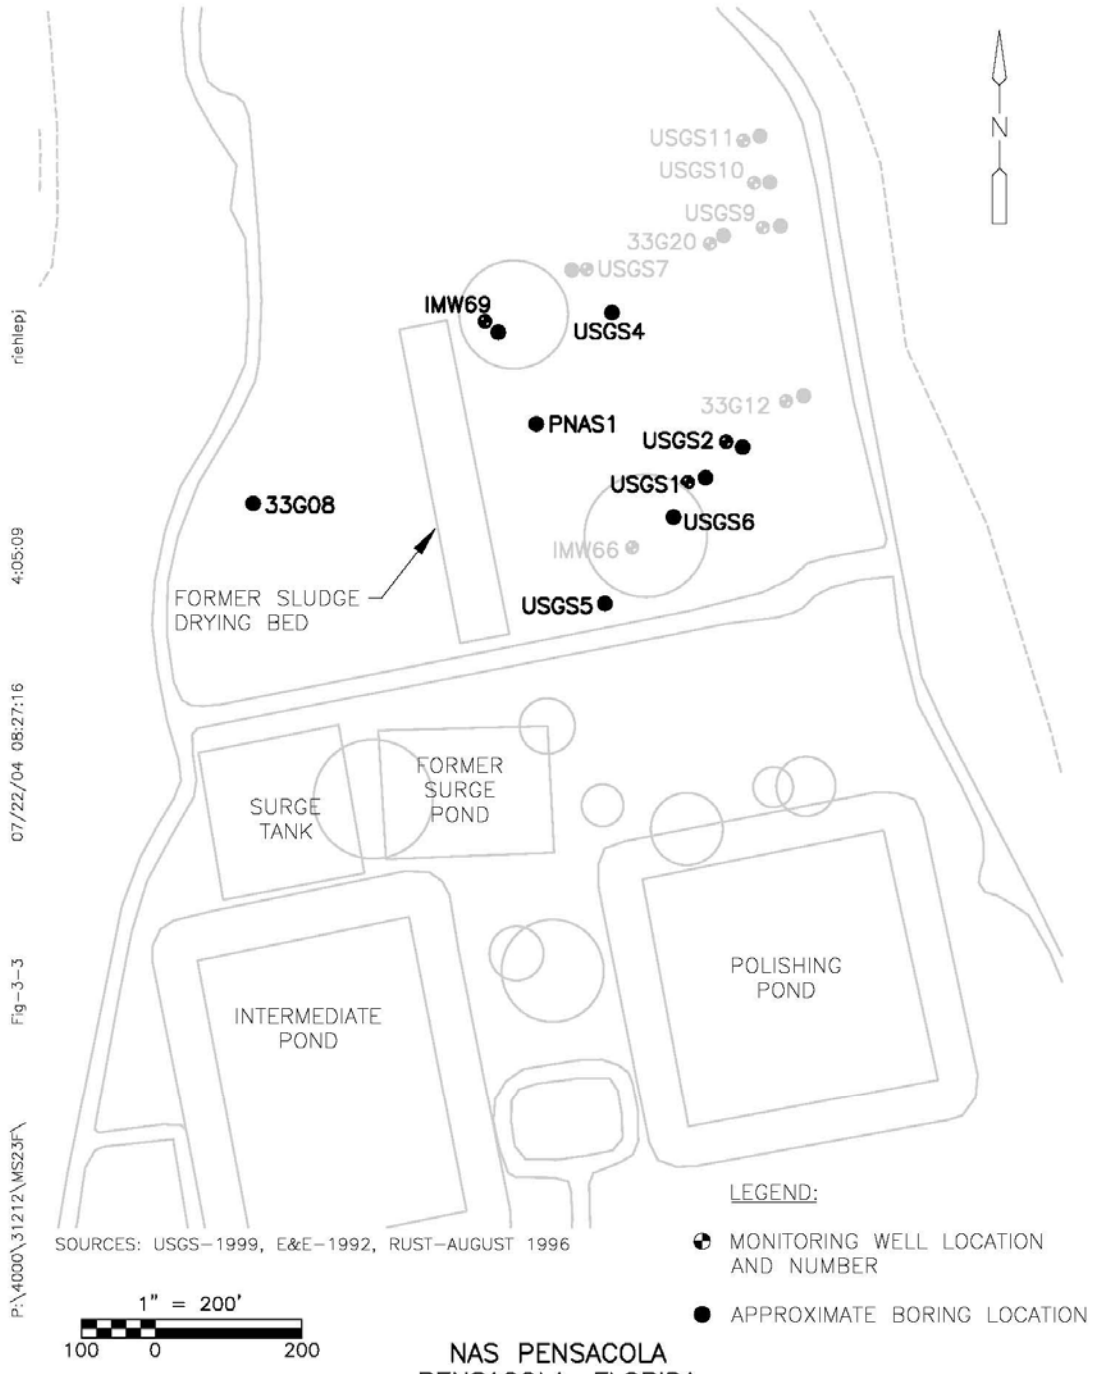 N
USGS11
USGS10
USGS9
33G20
USGS7
IMW69
USGS4
33G12
PNAS1
USGS2
USGS1
33G08
USGS6
IMW66
FORMER SLUDGE
DRYING BED
USGS5
FORMER
SURGE
POND
SURGE
TANK
POLISHING
POND
INTERMEDIATE
POND
LEGEND:
MONITORING WELL LOCATION
AND NUMBER
APPROXIMATE BORING LOCATION
SOURCES: USGS-1999, E&E-1992, RUST-AUGUST 1996
1" = 200'
100 0 200
NAS PENSACOLA
PENSACOLA, FLORIDA
P:\4000\31212\MS23F\ Fig-3-3 07/22/04 08:27:16 4:05:09 riehlepj